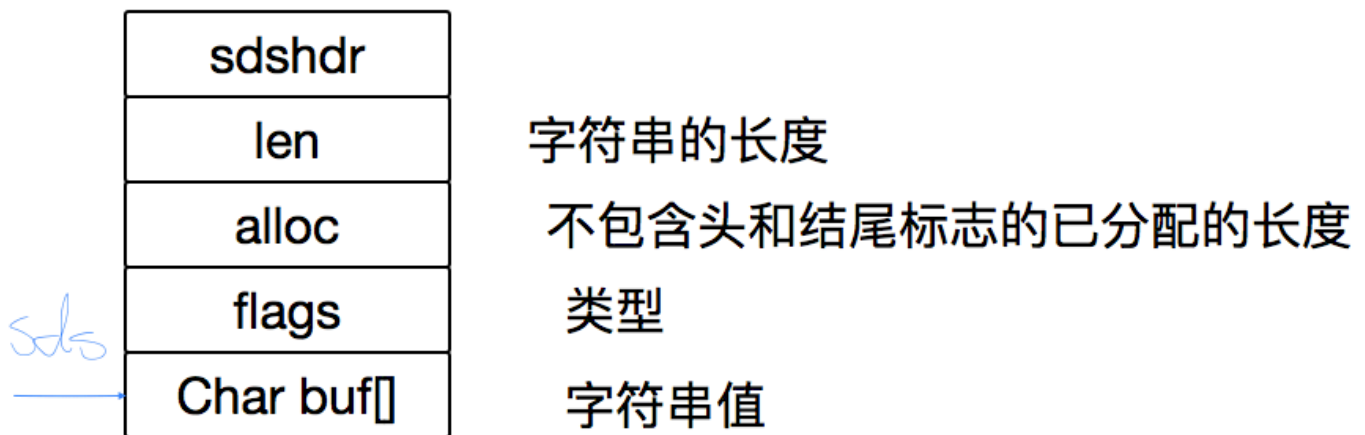 sdshdr
len 字符串的长度
alloc 不包含头和结尾标志的已分配的长度
flags 类型
sds
Char buf[] 字符串值